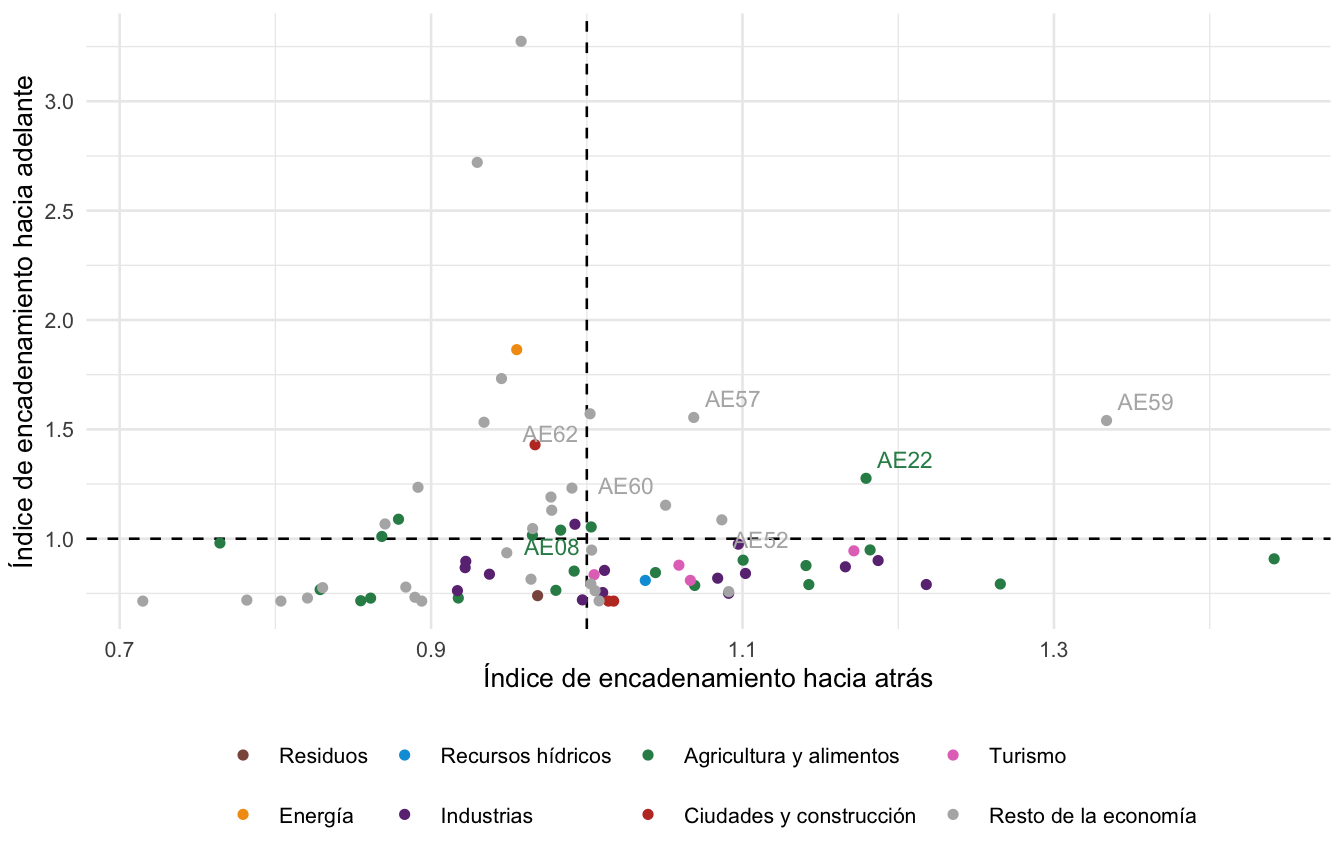 Índice de encadenamiento hacia adelante
3.0
2.5
2.0
1.5
1.0
AE57
AE59
AE62
AE22
AE60
AE08
AE52
0.7
0.9
1.1
1.3
Índice de encadenamiento hacia atrás
Residuos
Recursos hídricos
Agricultura y alimentos
Turismo
Energía
Industrias
Ciudades y construcción
Resto de la economía